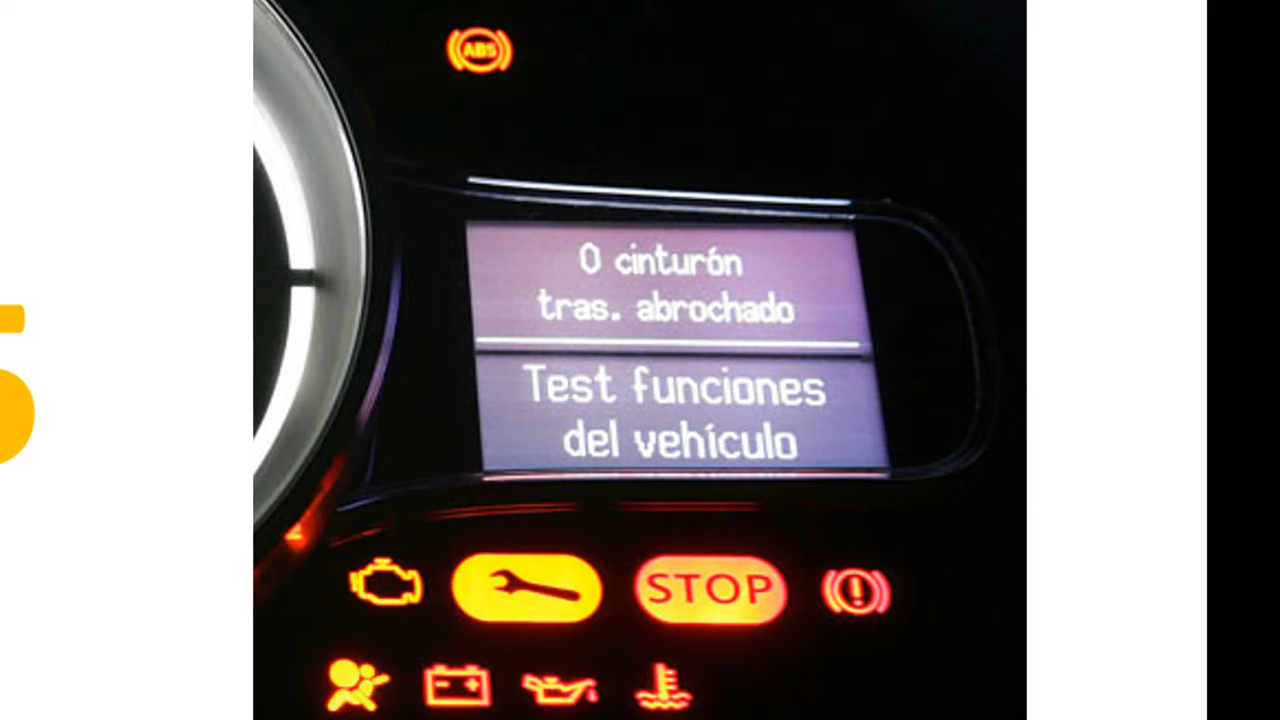 ABS
0 cinturón
tras. abrochado
Test funciones
del vehículo
STOP